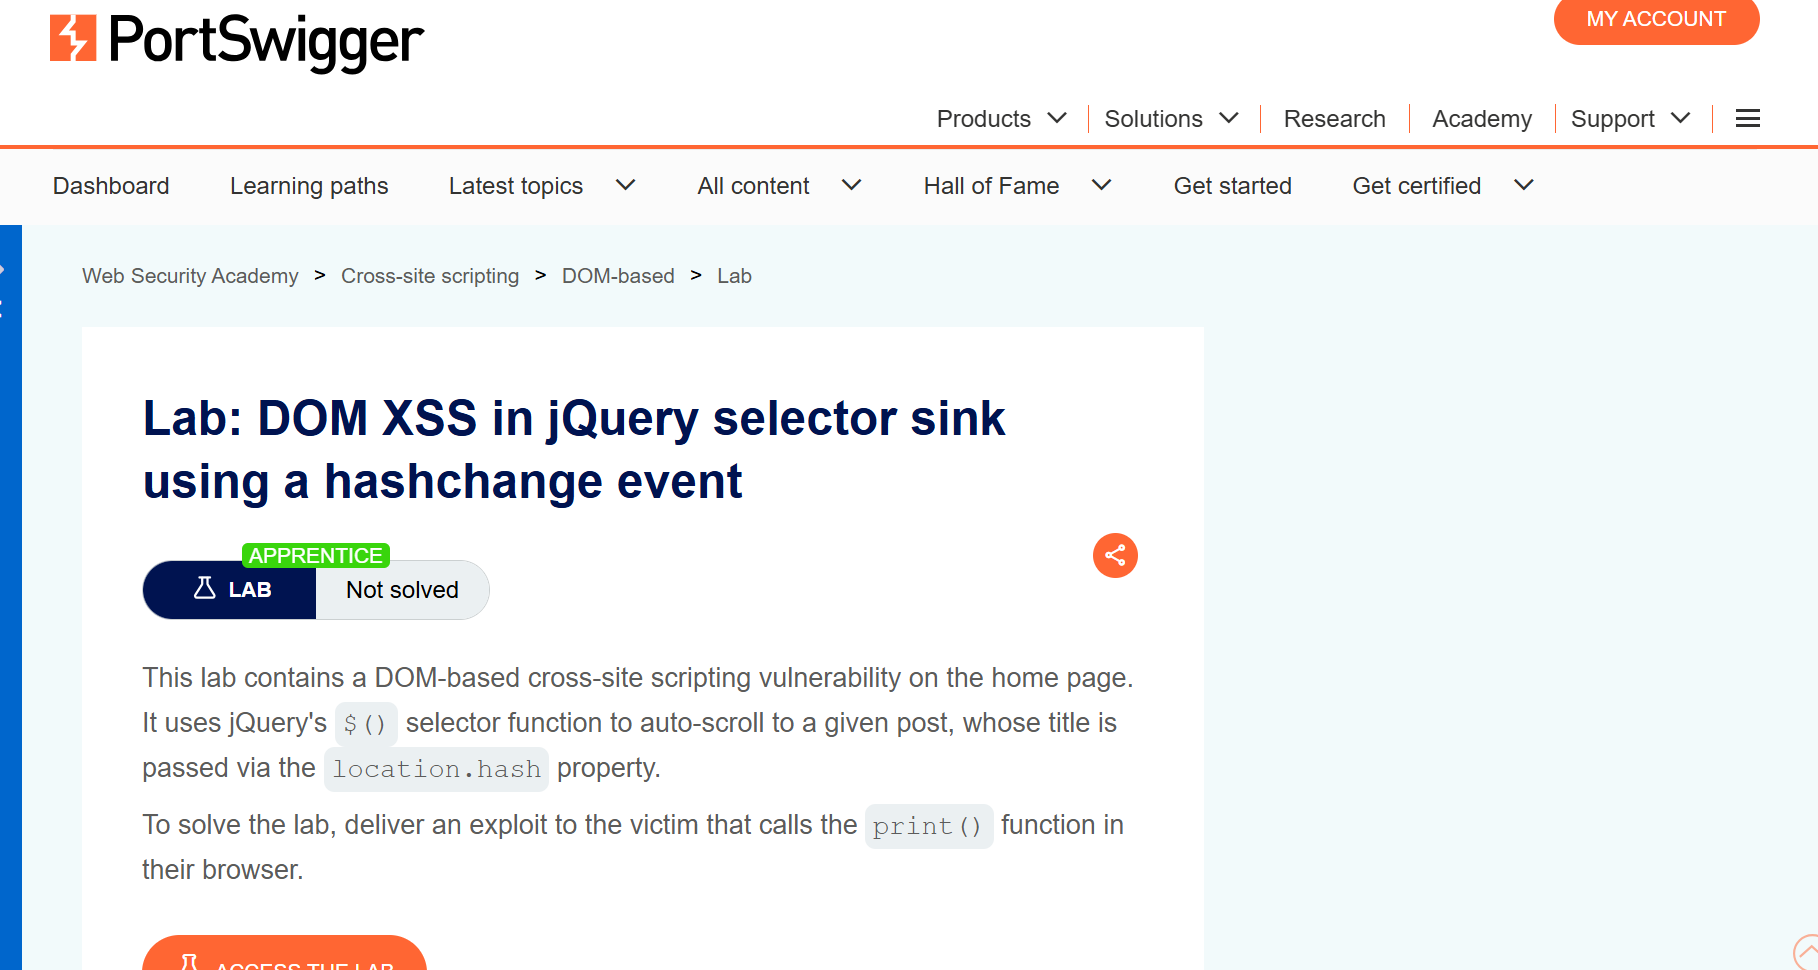 PortSwigger
MY ACCOUNT
Products
Solutions
Research
Academy
Support
Dashboard
Learning paths
Latest topics
All content
Hall of Fame
Get started
Get certified
Web Security Academy > Cross-site scripting > DOM-based > Lab
Lab: DOM XSS in jQuery selector sink
using a hashchange event
APPRENTICE
LAB
Not solved
This lab contains a DOM-based cross-site scripting vulnerability on the home page.
It uses jQuery's $() selector function to auto-scroll to a given post, whose title is
passed via the location.hash property.
To solve the lab, deliver an exploit to the victim that calls the print() function in
their browser.
ACCESS THE LAB